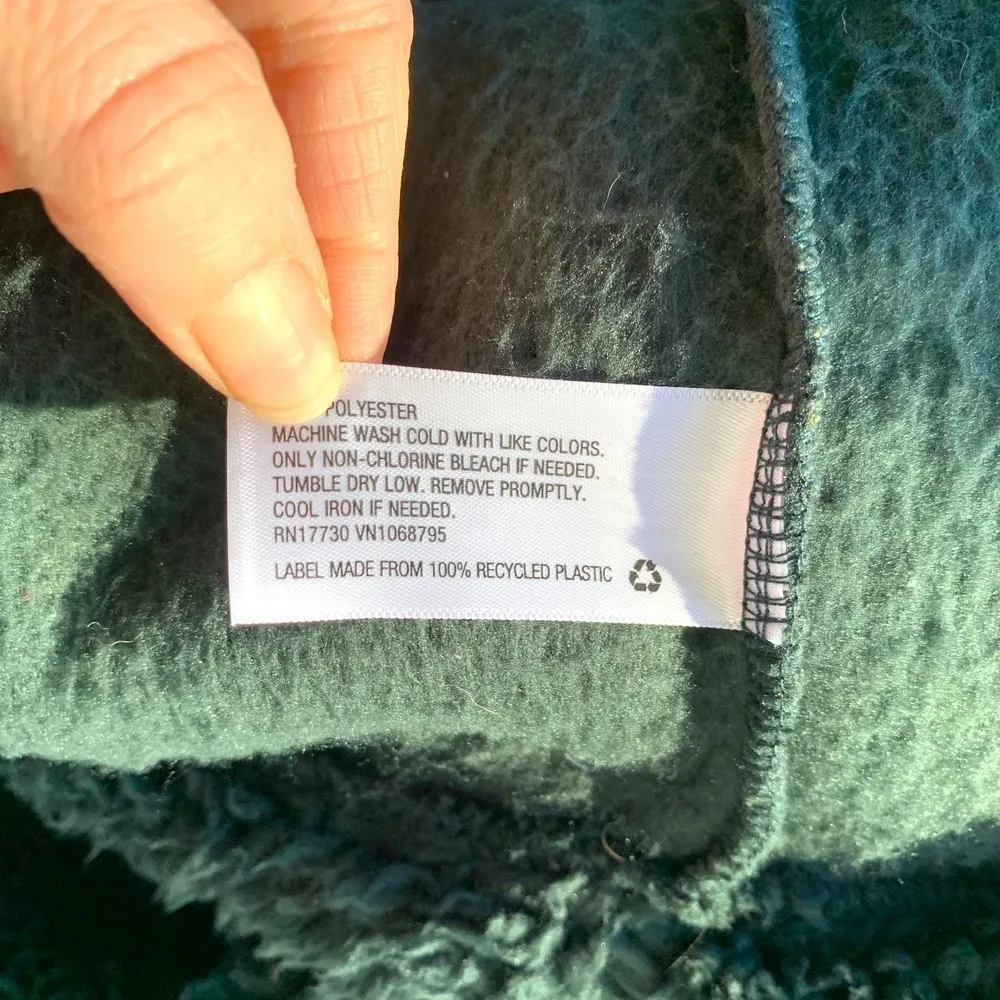 POLYESTER
MACHINE WASH COLD WITH LIKE COLORS.
ONLY NON-CHLORINE BLEACH IF NEEDED.
TUMBLE DRY LOW. REMOVE PROMPTLY.
COOL IRON IF NEEDED.
RN17730 VN1068795
LABEL MADE FROM 100% RECYCLED PLASTIC